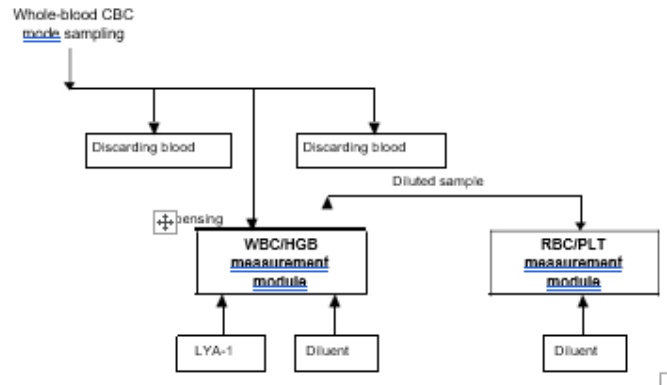 Whole-blood CBC
mode sampling
Discarding blood
Discarding blood
Diluted sample
pensing
WBC/HGB
measurement
module
RBC/PLT
measurement
module
LYA-1
Diluent
Diluent